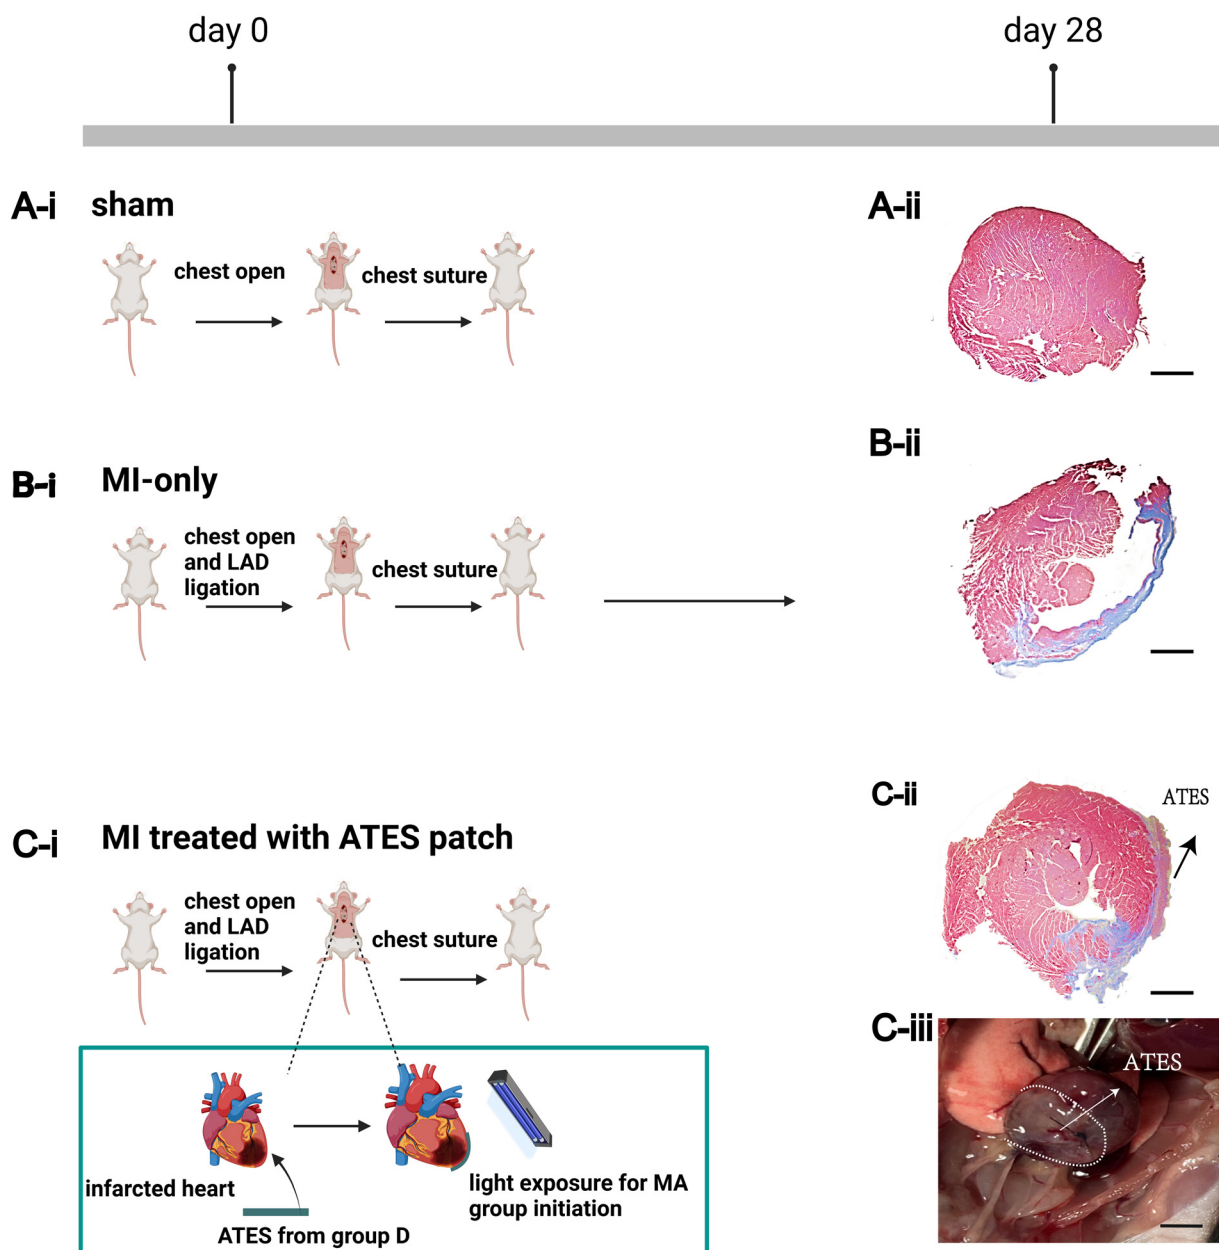 day 0
day 28
A-i sham
A-ii
chest open
chest suture
B-i MI-only
B-ii
chest open
and LAD
ligation
chest suture
C-i MI treated with ATES patch
C-ii
ATES
chest open
and LAD
ligation
chest suture
C-iii
ATES
infarcted heart
ATES from group D
light exposure for MA
group initiation